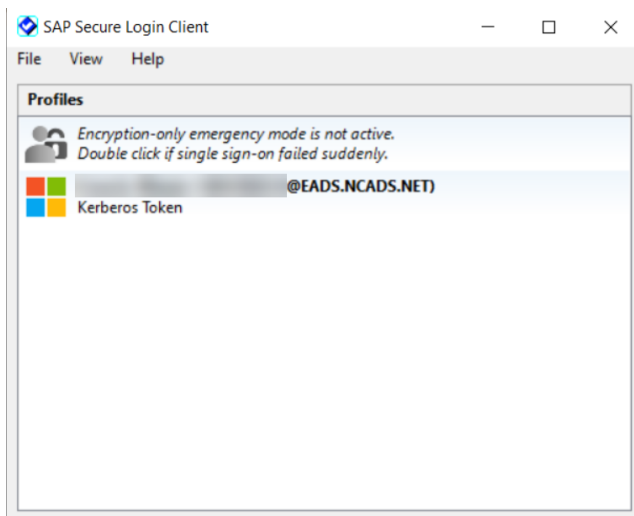 SAP Secure Login Client
File View Help
Profiles
Encryption-only emergency mode is not active.
Double click if single sign-on failed suddenly.
@EADS.NCADS.NET)
Kerberos Token